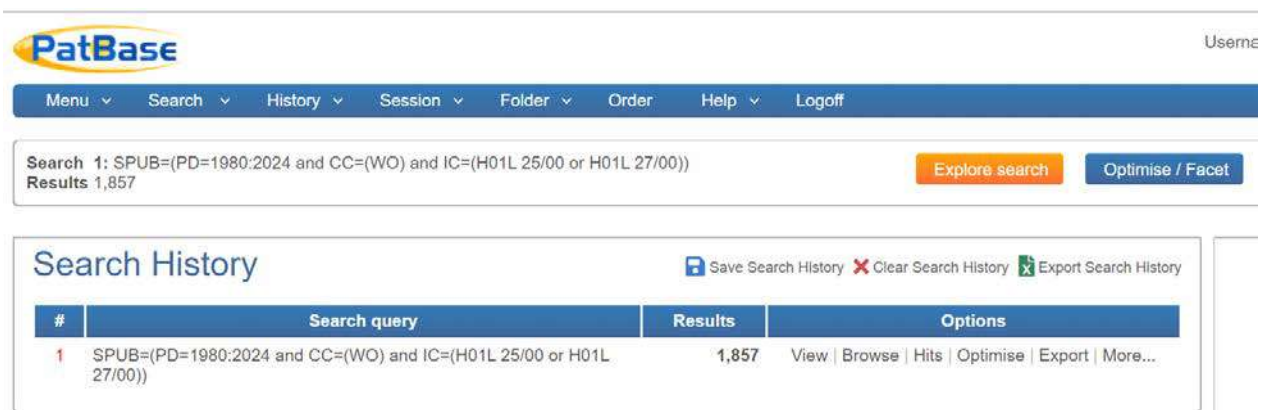 PatBase
Menu Search History Session Folder Order Help Logoff
Search 1: SPUB=(PD=1980:2024 and CC=(WO) and IC=(H01L 25/00 or H01L 27/00))
Results 1,857
Explore search Optimise / Facet
Search History
Save Search History Clear Search History Export Search History
# Search query Results Options
1 SPUB=(PD=1980:2024 and CC=(WO) and IC=(H01L 25/00 or H01L 1,857 View | Browse | Hits | Optimise | Export | More...
27/00))